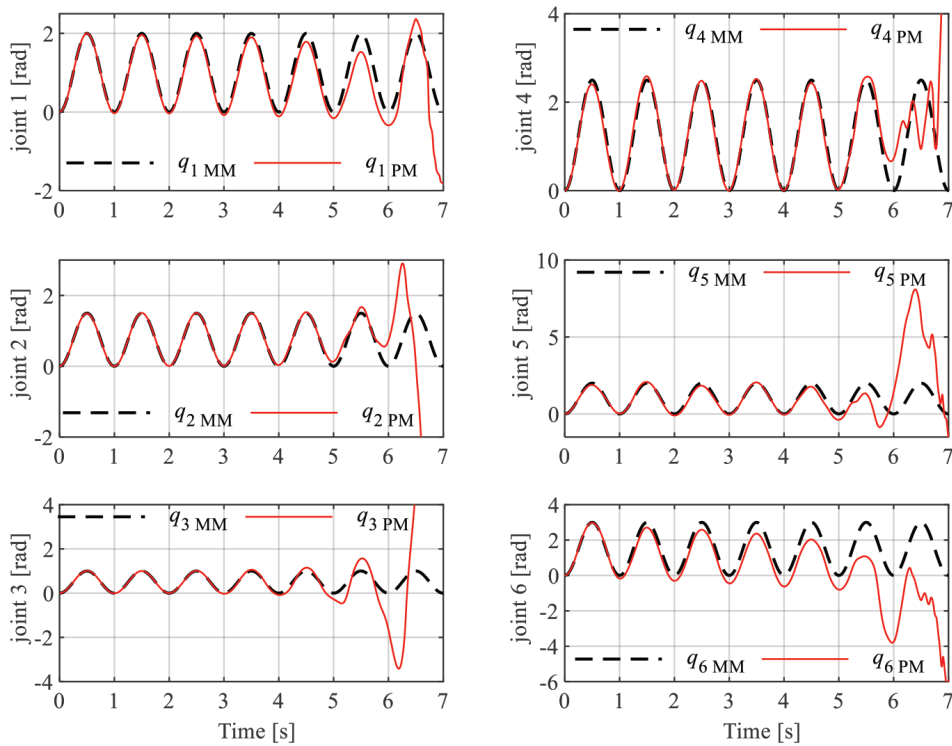 joint 1 [rad]
2
0
-2
q1 MM q1 PM
0 1 2 3 4 5 6 7
joint 4 [rad]
4
2
0
q4 MM q4 PM
0 1 2 3 4 5 6 7
joint 2 [rad]
2
0
-2
q2 MM q2 PM
0 1 2 3 4 5 6 7
joint 5 [rad]
10
5
0
q5 MM q5 PM
0 1 2 3 4 5 6 7
joint 3 [rad]
4
2
0
-2
-4
q3 MM q3 PM
0 1 2 3 4 5 6 7
Time [s]
joint 6 [rad]
4
2
0
-2
-4
-6
q6 MM q6 PM
0 1 2 3 4 5 6 7
Time [s]